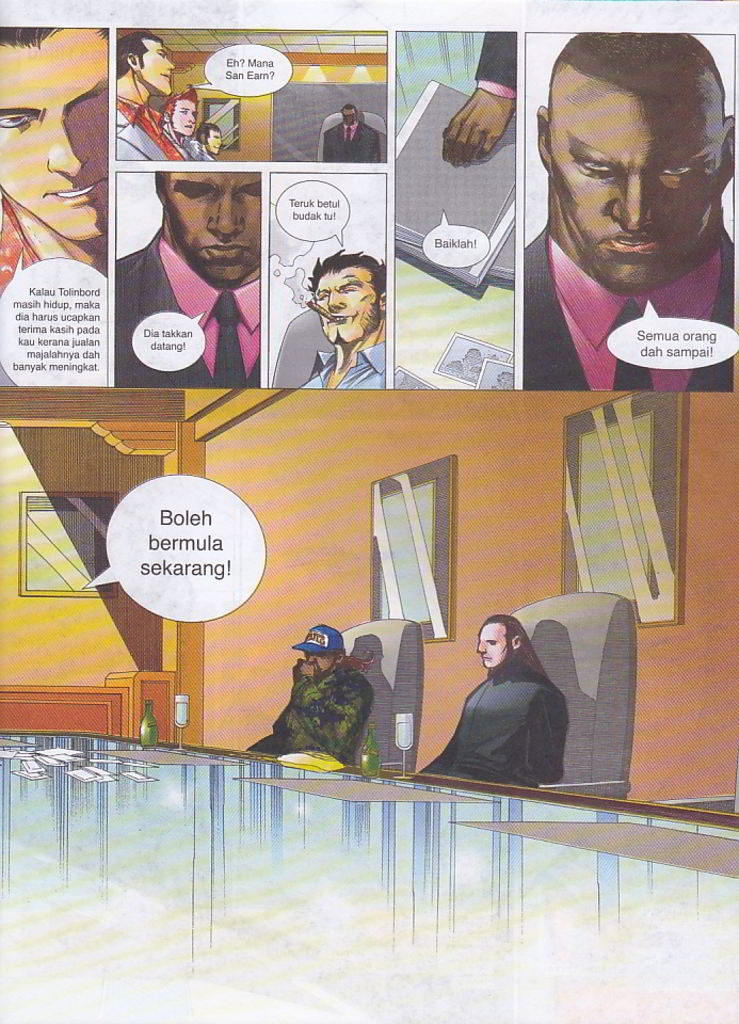 Kalau Tolinbord
masih hidup, maka
dia harus ucapkan
terima kasih pada
kau kerana jualan
majalahnya dah
banyak meningkat.
Eh? Mana
San Earn?
Dia takkan
datang!
Teruk betul
budak tu!
Baiklah!
Semua orang
dah sampai!
Boleh
bermula
sekarang!